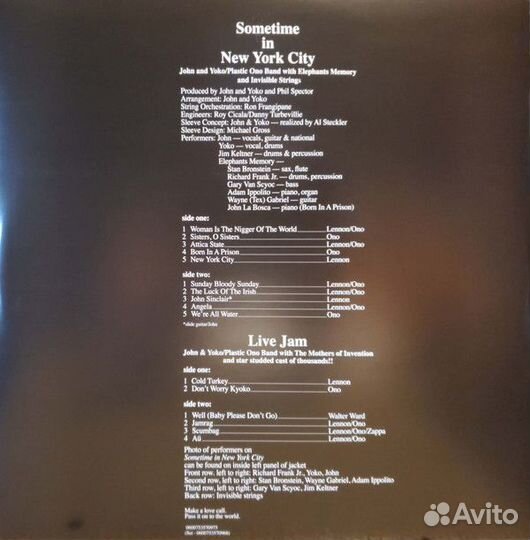 Sometime
in
New York City
John and Yoko/Plastic Ono Band with Elephants Memory
and Invisible Strings
Produced by John and Yoko and Phil Spector
Arrangement: John and Yoko
String Orchestration: Ron Frangipane
Engineers: Roy Cicala/Danny Turbeville
Sleeve Concept: John & Yoko — realized by Al Steckler
Sleeve Design: Michael Gross
Performers: John — vocals, guitar & national
Yoko — vocal, drums
Jim Keltner — drums & percussion
Elephants Memory —
Stan Bronstein — sax, flute
Richard Frank Jr. — drums, percussion
Gary Van Scyoc — bass
Adam Ippolito — piano, organ
Wayne (Tex) Gabriel — guitar
John La Bosca — piano (Born In A Prison)
side one:
1 Woman Is The Nigger Of The World Lennon/Ono
2 Sisters, O Sisters Ono
3 Attica State Lennon/Ono
4 Born In A Prison Ono
5 New York City Lennon
side two:
1 Sunday Bloody Sunday Lennon/Ono
2 The Luck Of The Irish Lennon/Ono
3 John Sinclair* Lennon
4 Angela Lennon/Ono
5 We're All Water Ono
*slide guitar/John
Live Jam
John & Yoko/Plastic Ono Band with The Mothers of Invention
and star studded cast of thousands!!
side one:
1 Cold Turkey Lennon
2 Don't Worry Kyoko Ono
side two:
1 Well (Baby Please Don't Go) Walter Ward
2 Jamrag Lennon/Ono
3 Scumbag Lennon/Ono/Zappa
4 Aü Lennon/Ono
Photo of performers on
Sometime in New York City
can be found on inside left panel of jacket
Front row. left to right: Richard Frank Jr., Yoko, John
Second row, left to right: Stan Bronstein, Wayne Gabriel, Adam Ippolito
Third row, left to right: Gary Van Scyoc, Jim Keltner
Back row: Invisible strings
Make a love call.
Pass it on to the world.
Avito